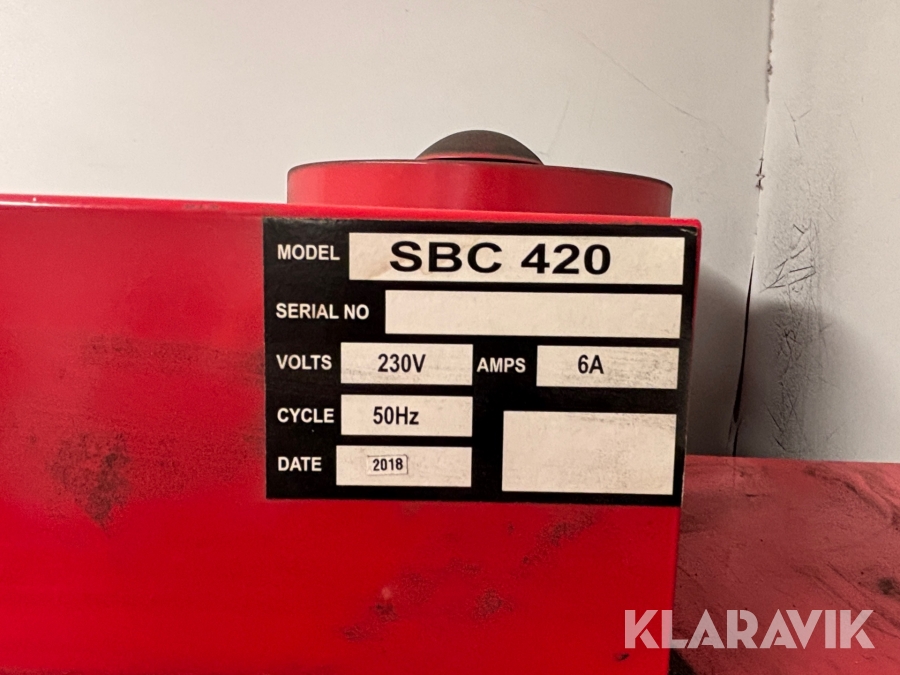 MODEL SBC 420
SERIAL NO
VOLTS 230V AMPS 6A
CYCLE 50Hz
DATE 2018
KLARAVIK